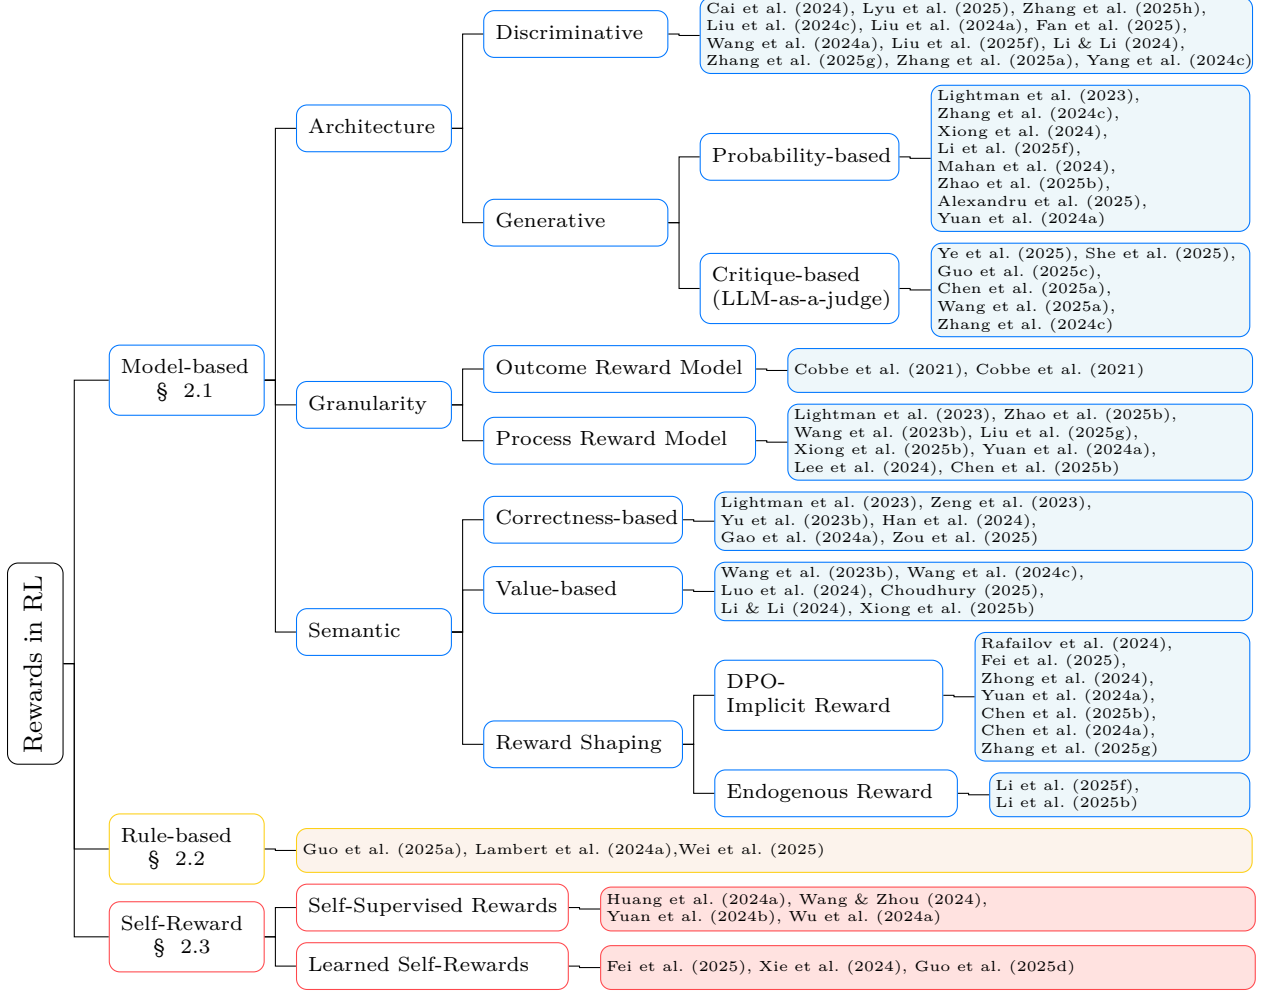 Rewards in RL
Model-based
§ 2.1
Architecture
Discriminative
Cai et al. (2024), Lyu et al. (2025), Zhang et al. (2025h),
Liu et al. (2024c), Liu et al. (2024a), Fan et al. (2025),
Wang et al. (2024a), Liu et al. (2025f), Li & Li (2024),
Zhang et al. (2025g), Zhang et al. (2025a), Yang et al. (2024c)
Generative
Probability-based
Lightman et al. (2023),
Zhang et al. (2024c),
Xiong et al. (2024),
Li et al. (2025f),
Mahan et al. (2024),
Zhao et al. (2025b),
Alexandru et al. (2025),
Yuan et al. (2024a)
Critique-based
(LLM-as-a-judge)
Ye et al. (2025), She et al. (2025),
Guo et al. (2025c),
Chen et al. (2025a),
Wang et al. (2025a),
Zhang et al. (2024c)
Granularity
Outcome Reward Model
Cobbe et al. (2021), Cobbe et al. (2021)
Process Reward Model
Lightman et al. (2023), Zhao et al. (2025b),
Wang et al. (2023b), Liu et al. (2025g),
Xiong et al. (2025b), Yuan et al. (2024a),
Lee et al. (2024), Chen et al. (2025b)
Semantic
Correctness-based
Lightman et al. (2023), Zeng et al. (2023),
Yu et al. (2023b), Han et al. (2024),
Gao et al. (2024a), Zou et al. (2025)
Value-based
Wang et al. (2023b), Wang et al. (2024c),
Luo et al. (2024), Choudhury (2025),
Li & Li (2024), Xiong et al. (2025b)
Reward Shaping
DPO-
Implicit Reward
Rafailov et al. (2024),
Fei et al. (2025),
Zhong et al. (2024),
Yuan et al. (2024a),
Chen et al. (2025b),
Chen et al. (2024a),
Zhang et al. (2025g)
Endogenous Reward
Li et al. (2025f),
Li et al. (2025b)
Rule-based
§ 2.2
Guo et al. (2025a), Lambert et al. (2024a),Wei et al. (2025)
Self-Reward
§ 2.3
Self-Supervised Rewards
Huang et al. (2024a), Wang & Zhou (2024),
Yuan et al. (2024b), Wu et al. (2024a)
Learned Self-Rewards
Fei et al. (2025), Xie et al. (2024), Guo et al. (2025d)